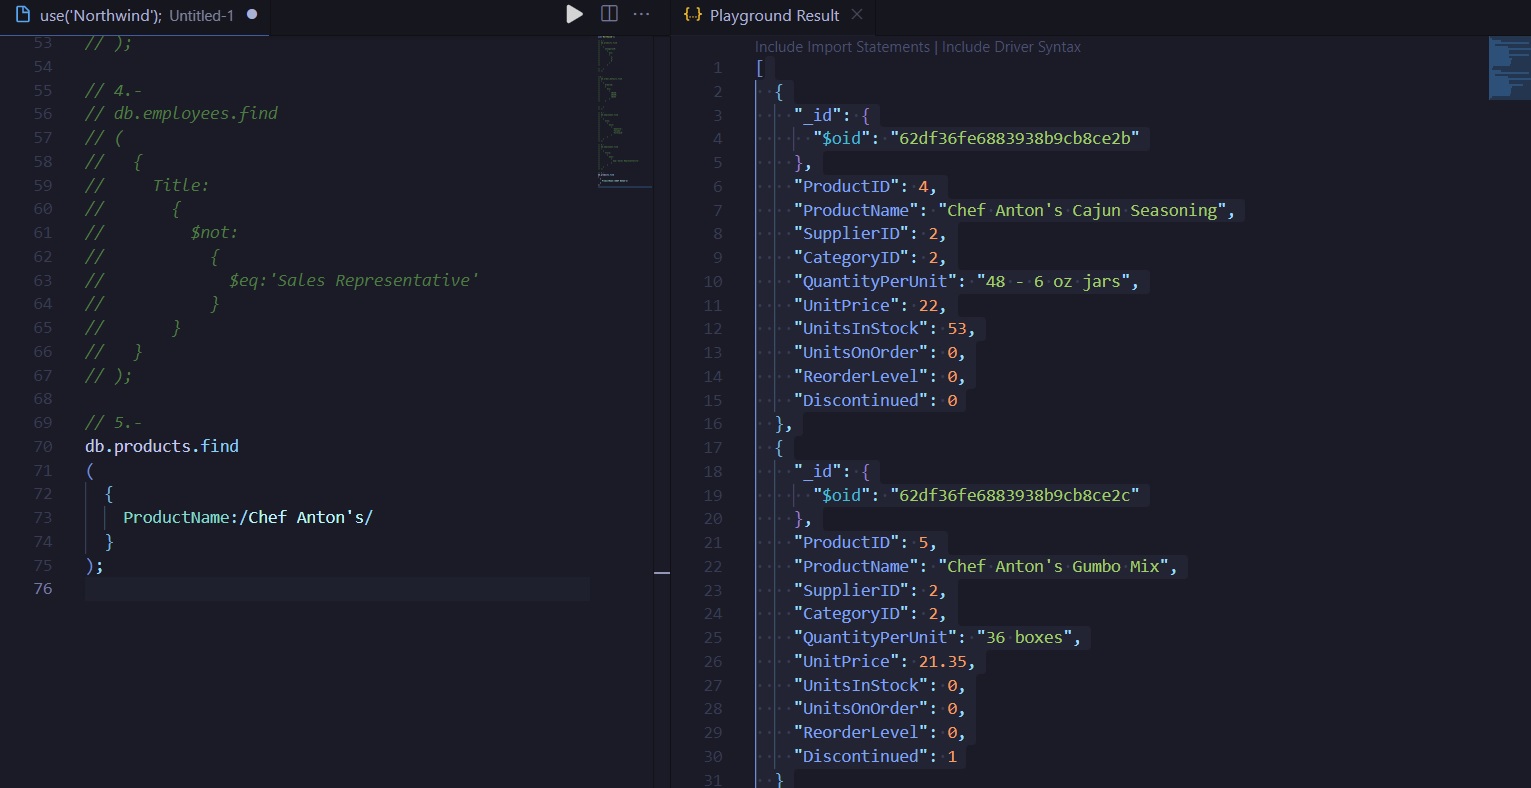 use('Northwind'); Untitled-1
53 // );
54
55 // 4.-
56 // db.employees.find
57 // (
58 //   {
59 //     Title:
60 //       {
61 //         $not:
62 //           {
63 //             $eq:'Sales Representative'
64 //           }
65 //       }
66 //   }
67 // );
68
69 // 5.-
70 db.products.find
71 (
72   {
73     ProductName:/Chef Anton's/
74   }
75 );
76
Playground Result
Include Import Statements | Include Driver Syntax
1 [
2   {
3     "_id": {
4       "$oid": "62df36fe6883938b9cb8ce2b"
5     },
6     "ProductID": 4,
7     "ProductName": "Chef Anton's Cajun Seasoning",
8     "SupplierID": 2,
9     "CategoryID": 2,
10     "QuantityPerUnit": "48 - 6 oz jars",
11     "UnitPrice": 22,
12     "UnitsInStock": 53,
13     "UnitsOnOrder": 0,
14     "ReorderLevel": 0,
15     "Discontinued": 0
16   },
17   {
18     "_id": {
19       "$oid": "62df36fe6883938b9cb8ce2c"
20     },
21     "ProductID": 5,
22     "ProductName": "Chef Anton's Gumbo Mix",
23     "SupplierID": 2,
24     "CategoryID": 2,
25     "QuantityPerUnit": "36 boxes",
26     "UnitPrice": 21.35,
27     "UnitsInStock": 0,
28     "UnitsOnOrder": 0,
29     "ReorderLevel": 0,
30     "Discontinued": 1
31   }